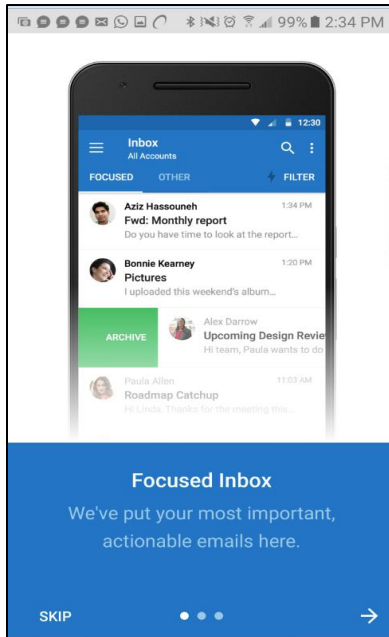 99% 2:34 PM
12:30
Inbox
All Accounts
FOCUSED OTHER FILTER
Aziz Hassouneh 1:34 PM
Fwd: Monthly report
Do you have time to look at the report...
Bonnie Kearney 1:20 PM
Pictures
I uploaded this weekend's album...
Alex Darrow
ARCHIVE Upcoming Design Revie
Hi team, Paula wants to do
Paula Allen 11:03 AM
Roadmap Catchup
Hi Linda, Thanks for the meeting this...
Focused Inbox
We've put your most important,
actionable emails here.
SKIP